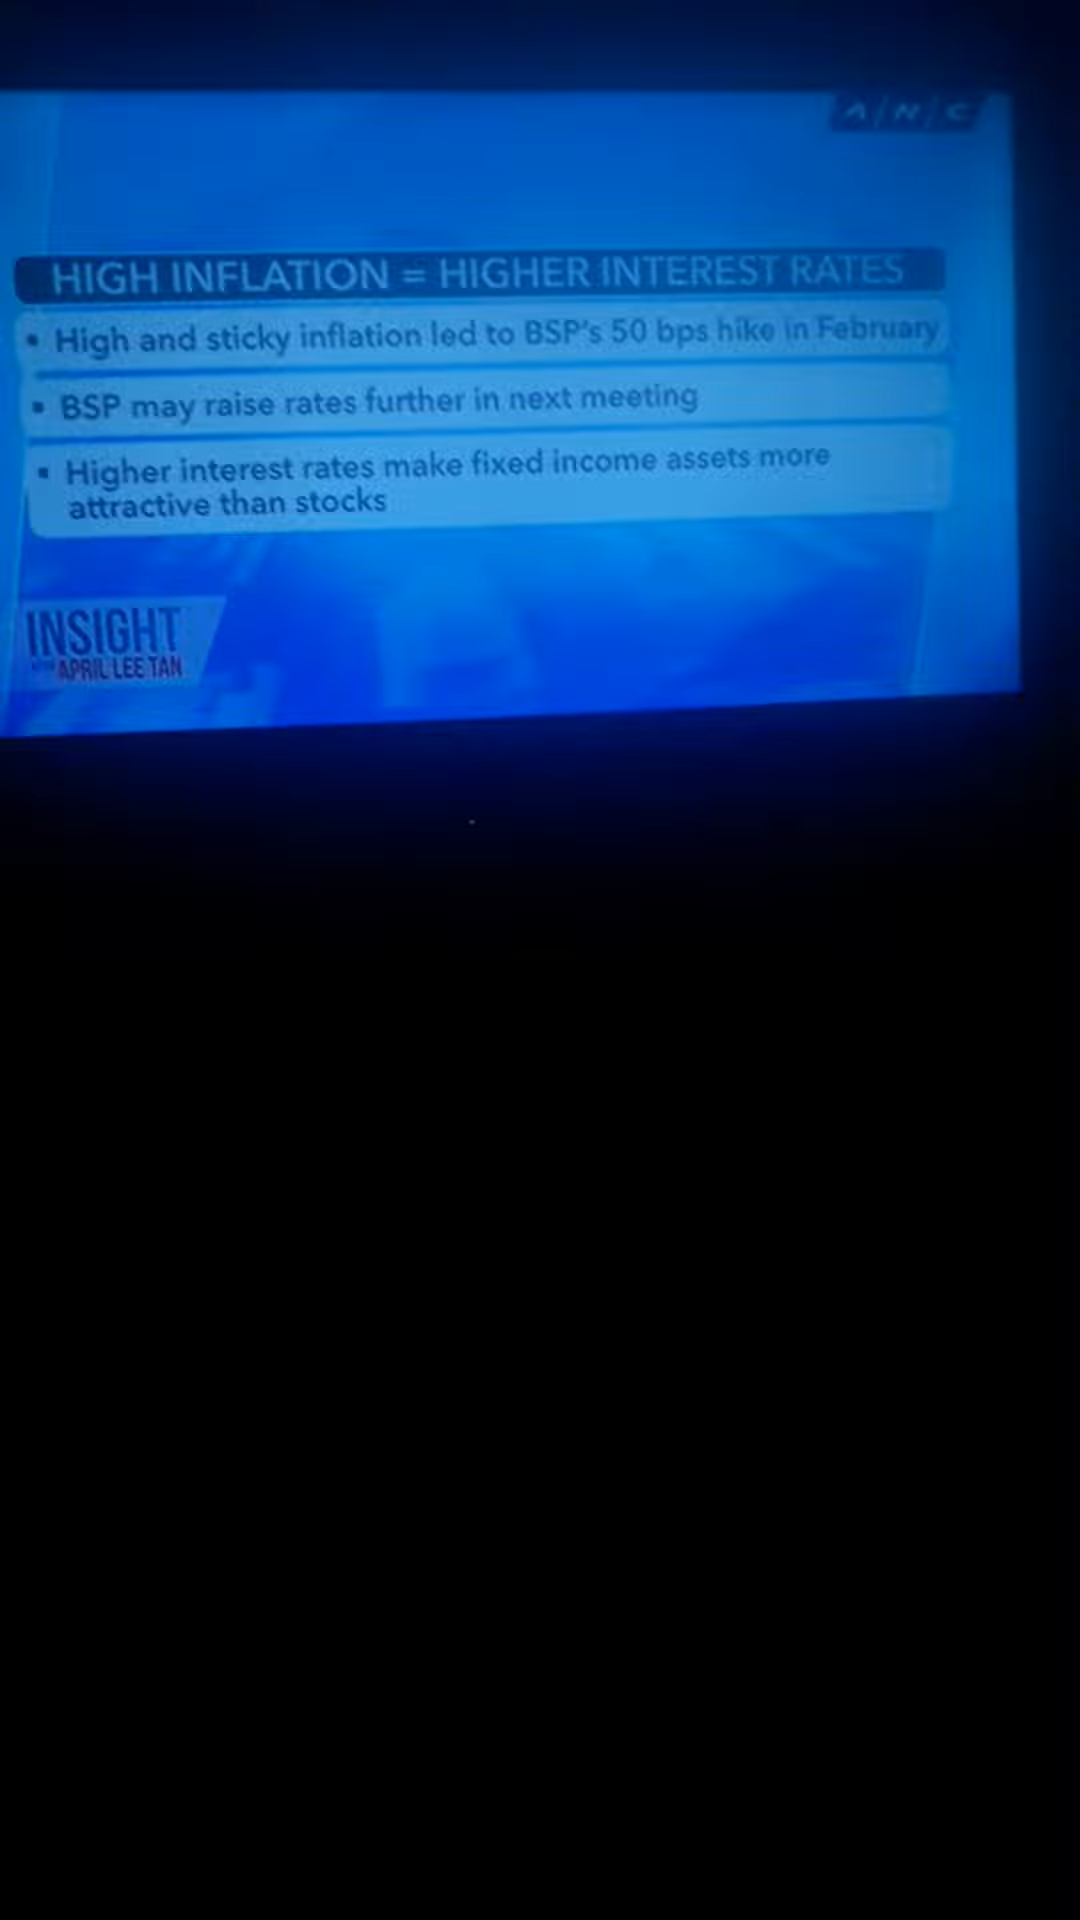 A/N/C
HIGH INFLATION = HIGHER INTEREST RATES
▪ High and sticky inflation led to BSP's 50 bps hike in February
▪ BSP may raise rates further in next meeting
▪ Higher interest rates make fixed income assets more
attractive than stocks
INSIGHT
APRIL LEE TAN